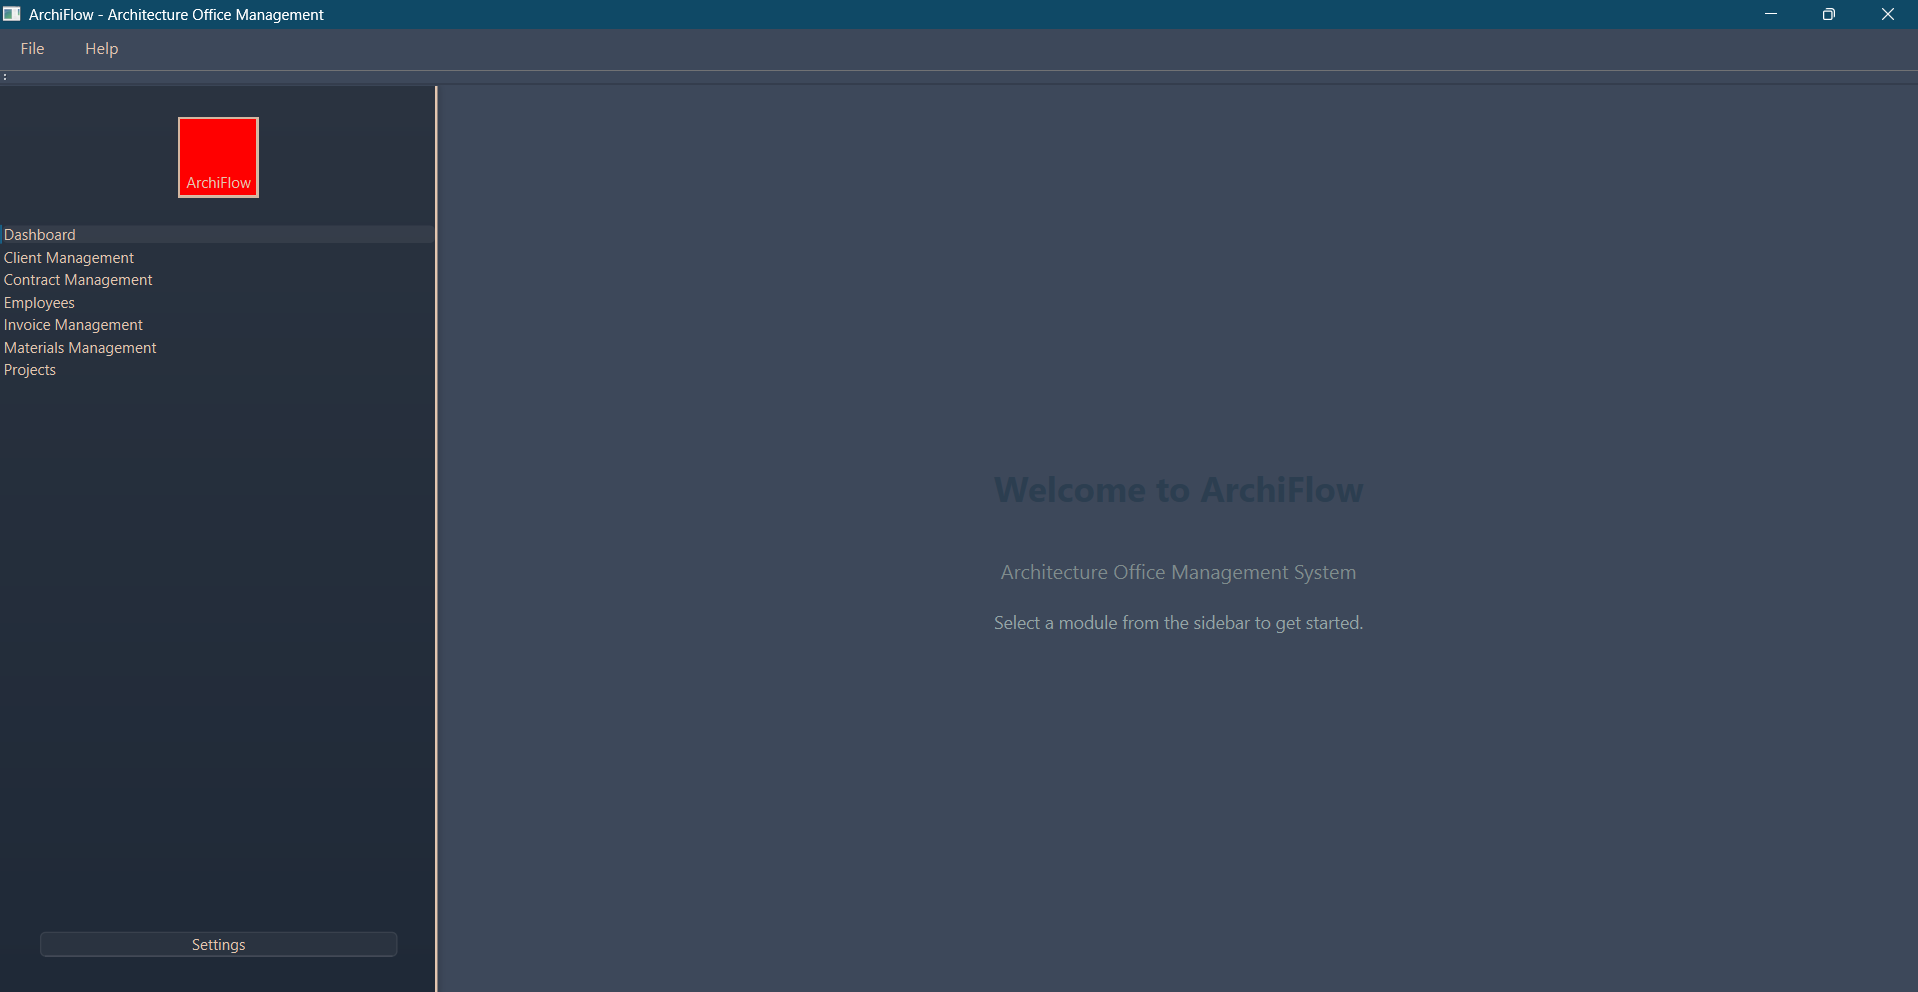 ArchiFlow - Architecture Office Management
File Help
ArchiFlow
Dashboard
Client Management
Contract Management
Employees
Invoice Management
Materials Management
Projects
Welcome to ArchiFlow
Architecture Office Management System
Select a module from the sidebar to get started.
Settings